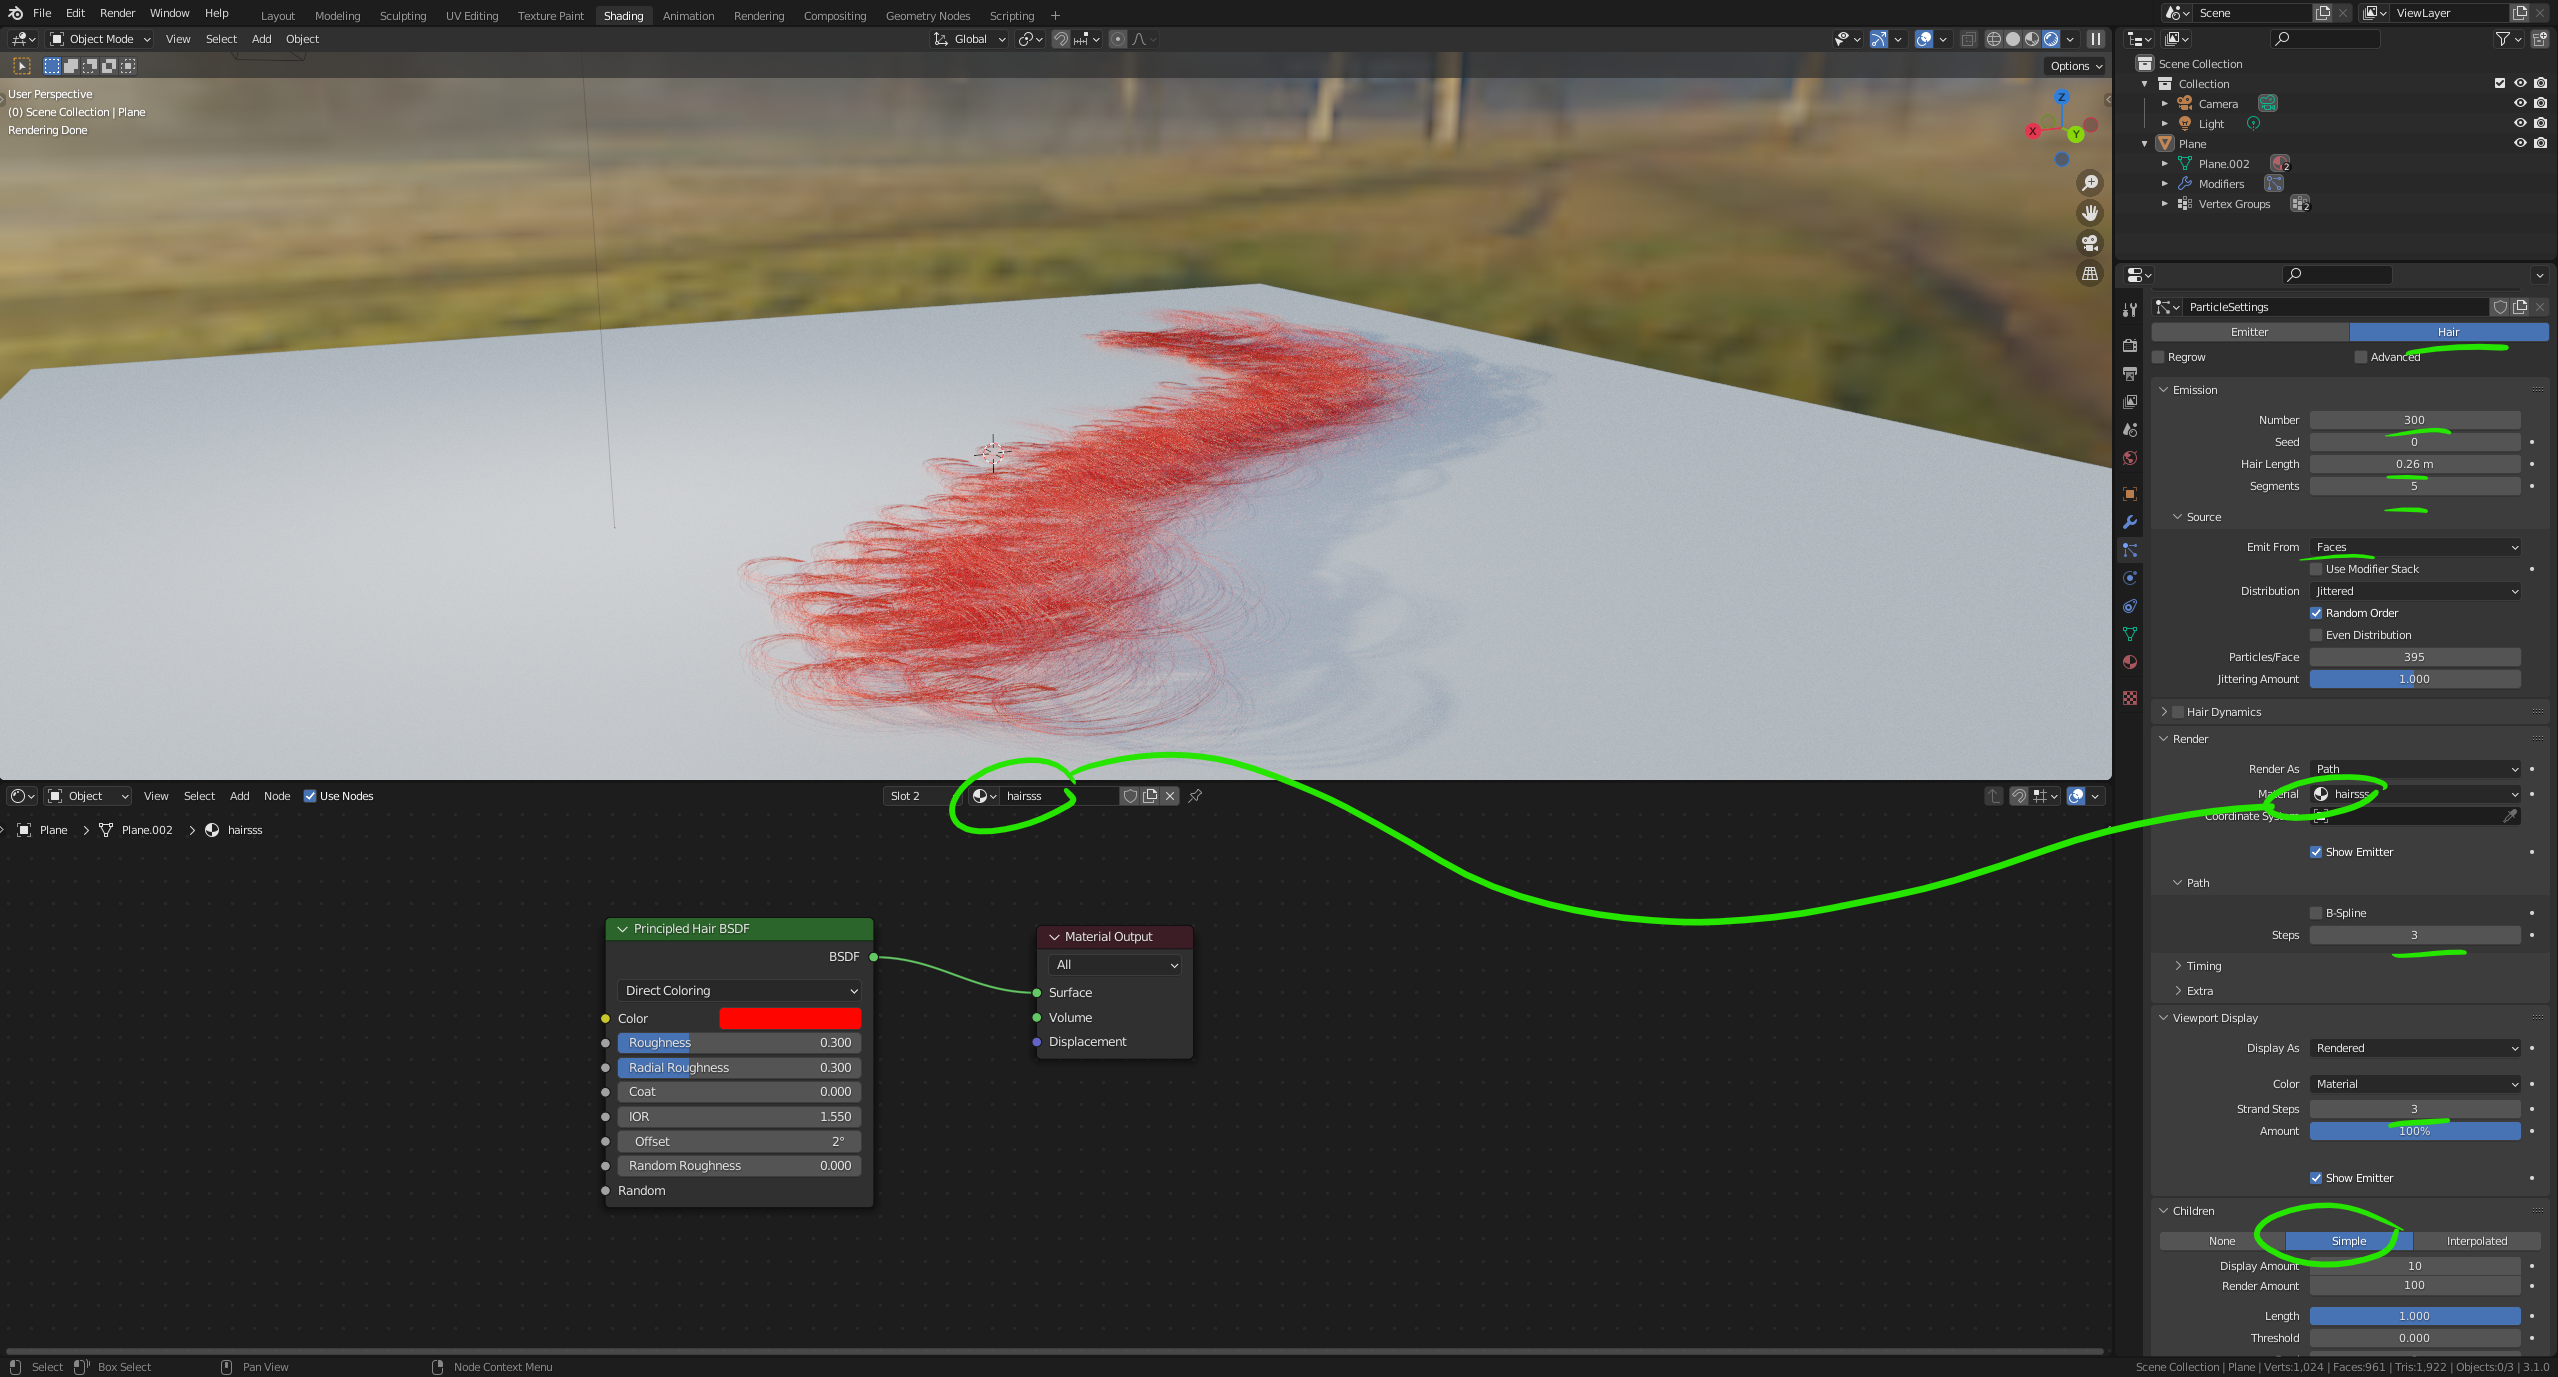 File Edit Render Window Help Layout Modeling Sculpting UV Editing Texture Paint Shading Animation Rendering Compositing Geometry Nodes Scripting + Scene ViewLayer
Object Mode View Select Add Object Global
Options
User Perspective
(0) Scene Collection | Plane
Rendering Done
Z
X
Y
Scene Collection
Collection
Camera
Light
Plane
Plane.002 2
Modifiers
Vertex Groups 2
ParticleSettings
Emitter Hair
Regrow Advanced
Emission
Number 300
Seed 0
Hair Length 0.26 m
Segments 5
Source
Emit From Faces
Use Modifier Stack
Distribution Jittered
Random Order
Even Distribution
Particles/Face 395
Jittering Amount 1.000
Hair Dynamics
Render
Render As Path
Material hairsss
Show Emitter
Path
B-Spline
Steps 3
Timing
Extra
Viewport Display
Display As Rendered
Color Material
Strand Steps 3
Amount 100%
Show Emitter
Children
None Simple Interpolated
Display Amount 10
Render Amount 100
Length 1.000
Threshold 0.000
Object View Select Add Node Use Nodes Slot 2 hairsss
Plane Plane.002 hairsss
Principled Hair BSDF
BSDF
Direct Coloring
Color
Roughness 0.300
Radial Roughness 0.300
Coat 0.000
IOR 1.550
Offset 2°
Random Roughness 0.000
Random
Material Output
All
Surface
Volume
Displacement
Select Box Select Pan View Node Context Menu Scene Collection | Plane | Verts:1,024 | Faces:961 | Tris:1,922 | Objects:0/3 | 3.1.0